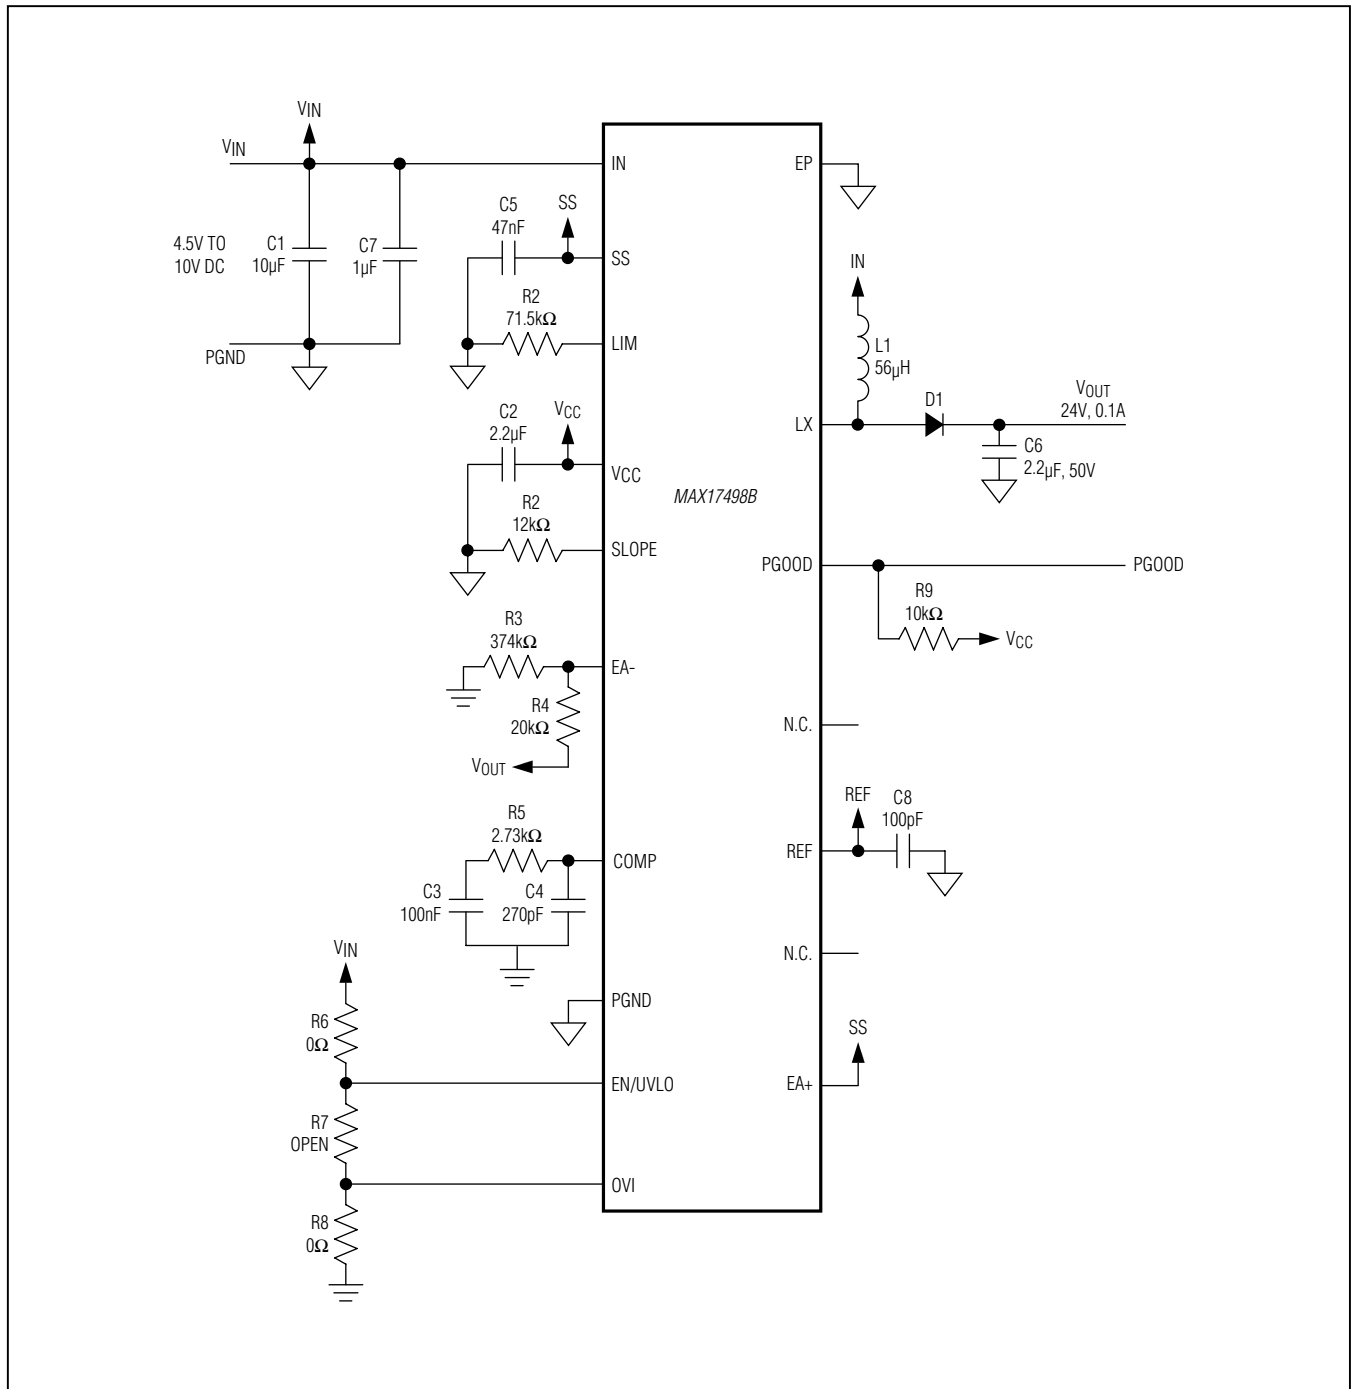 VIN
VIN
4.5V TO
10V DC
C1
10µF
C7
1µF
PGND
C5
47nF
SS
R2
71.5kΩ
C2
2.2µF
VCC
R2
12kΩ
R3
374kΩ
R4
20kΩ
VOUT
R5
2.73kΩ
C3
100nF
C4
270pF
VIN
R6
0Ω
R7
OPEN
R8
0Ω
IN
SS
LIM
VCC
SLOPE
EA-
COMP
PGND
EN/UVLO
OVI
MAX17498B
EP
LX
PGOOD
N.C.
REF
N.C.
EA+
IN
L1
56µH
D1
VOUT
24V, 0.1A
C6
2.2µF, 50V
PGOOD
R9
10kΩ
VCC
REF
C8
100pF
SS